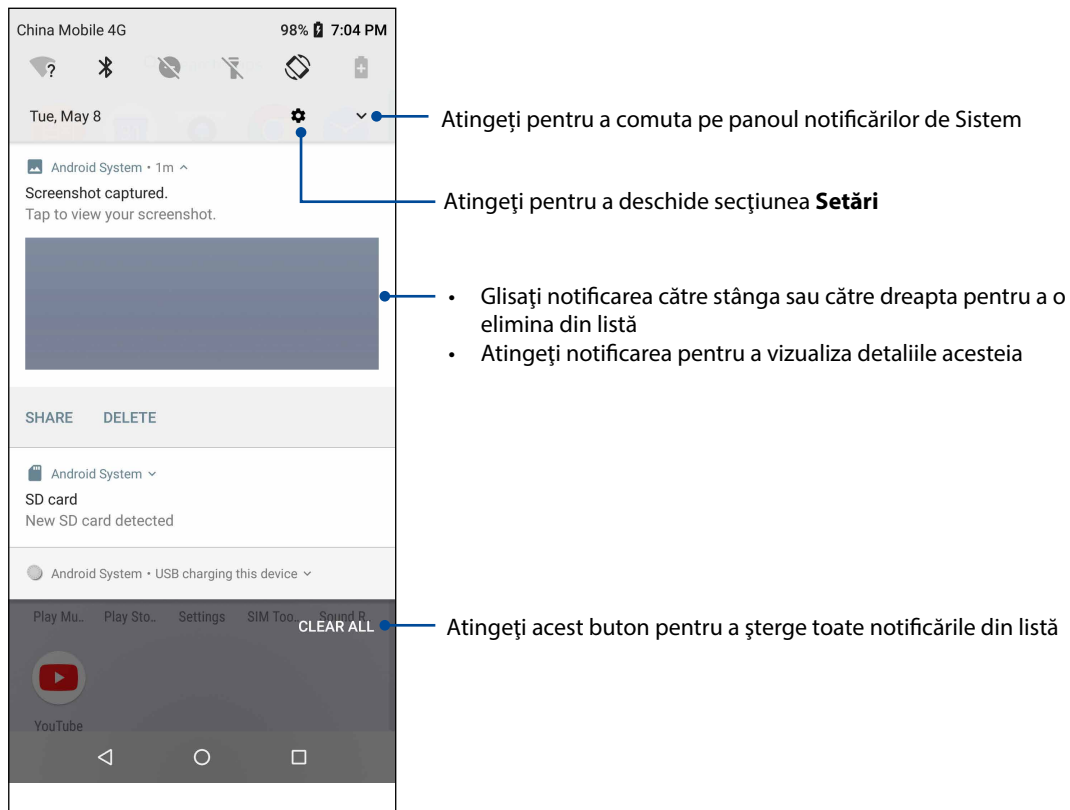 China Mobile 4G 98% 7:04 PM
?
Tue, May 8
Atingeți pentru a comuta pe panoul notificărilor de Sistem
Android System • 1m
Screenshot captured.
Tap to view your screenshot.
Atingeţi pentru a deschide secţiunea Setări
• Glisaţi notificarea către stânga sau către dreapta pentru a o
elimina din listă
• Atingeţi notificarea pentru a vizualiza detaliile acesteia
SHARE DELETE
Android System
SD card
New SD card detected
Android System • USB charging this device
Play Mu.. Play Sto.. Settings SIM Too.. Sound R..
CLEAR ALL
Atingeţi acest buton pentru a şterge toate notificările din listă
YouTube